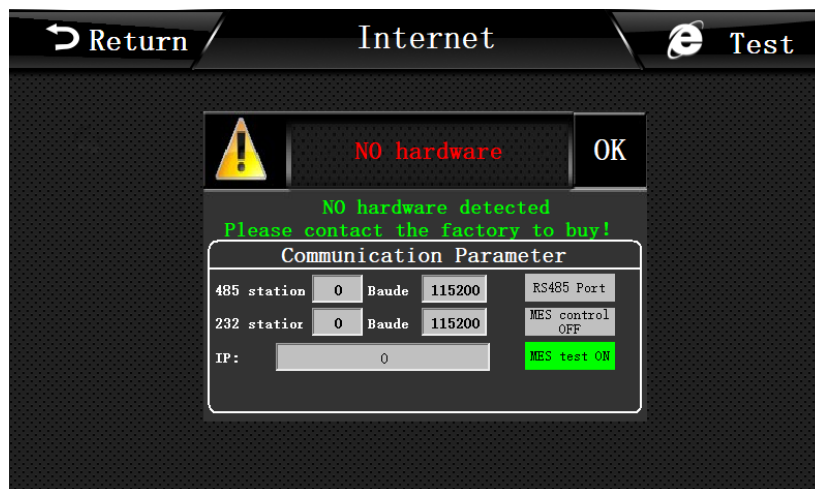 Return
Internet
Test
NO hardware
OK
NO hardware detected
Please contact the factory to buy!
Communication Parameter
485 station 0 Baude 115200 RS485 Port
232 station 0 Baude 115200 MES control
OFF
IP: 0 MES test ON